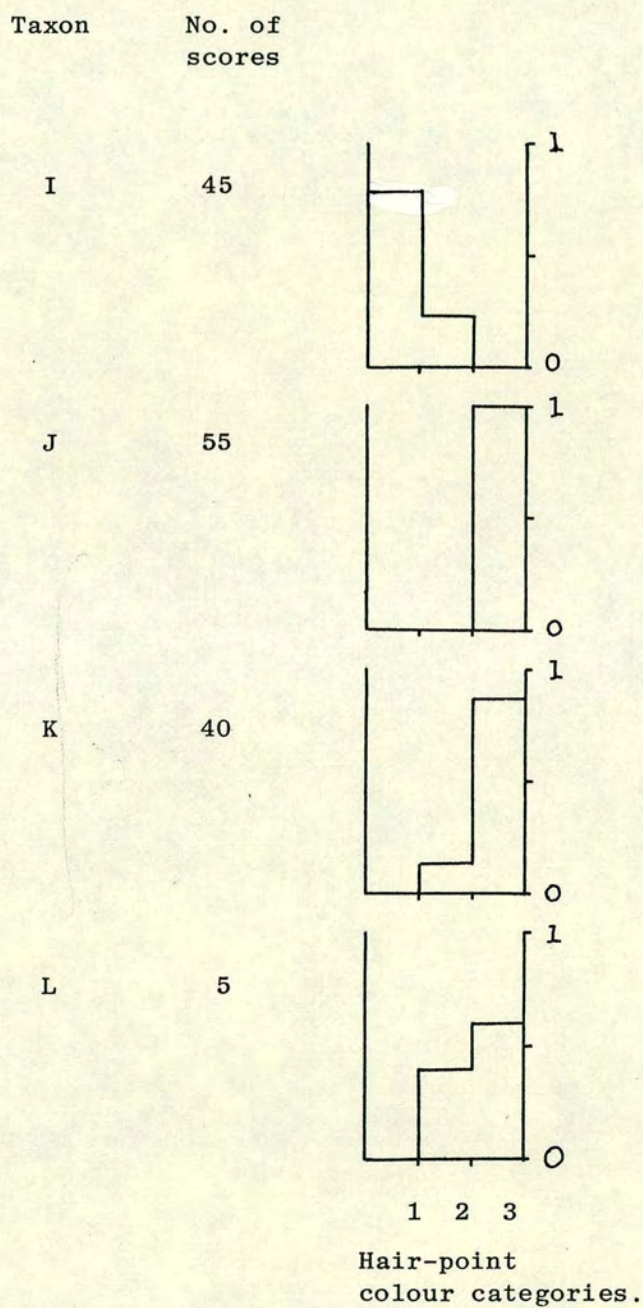 Taxon No. of
scores
I 45 1
0
J 55 1
0
K 40 1
0
L 5 1
0
1 2 3
Hair-point
colour categories.